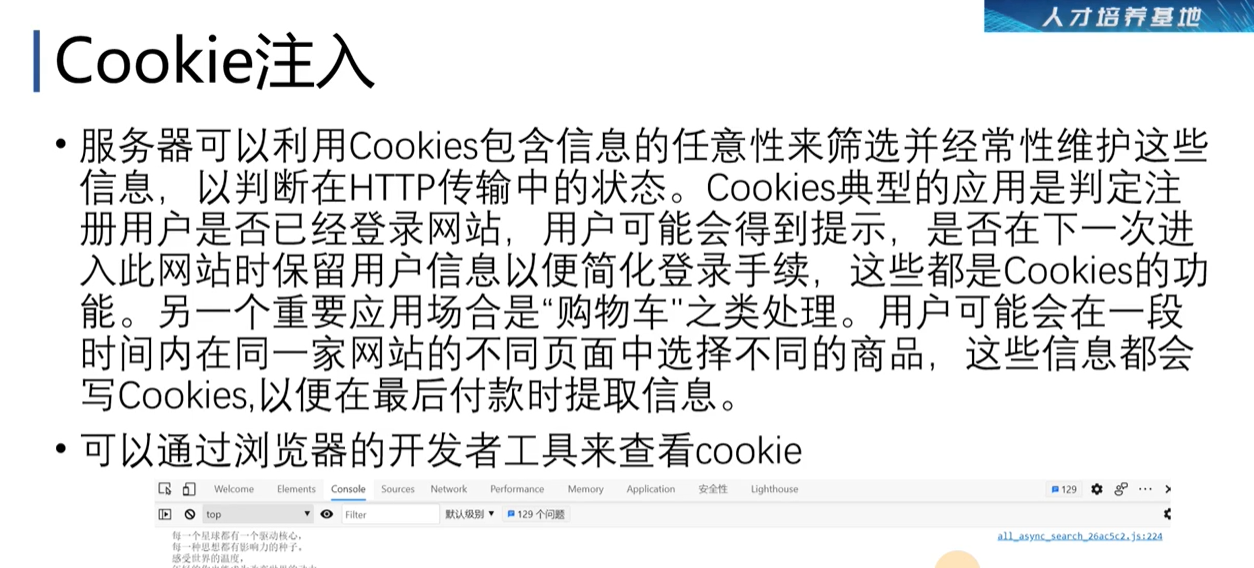 人才培养基地
Cookie注入
• 服务器可以利用Cookies包含信息的任意性来筛选并经常性维护这些
信息，以判断在HTTP传输中的状态。Cookies典型的应用是判定注
册用户是否已经登录网站，用户可能会得到提示，是否在下一次进
入此网站时保留用户信息以便简化登录手续，这些都是Cookies的功
能。另一个重要应用场合是“购物车"之类处理。用户可能会在一段
时间内在同一家网站的不同页面中选择不同的商品，这些信息都会
写Cookies,以便在最后付款时提取信息。
• 可以通过浏览器的开发者工具来查看cookie
Welcome Elements Console Sources Network Performance Memory Application 安全性 Lighthouse 129
top Filter 默认级别 129 个问题
每一个星球都有一个驱动核心， all_async_search_26ac5c2.js:224
每一种思想都有影响力的种子。
感受世界的温度，